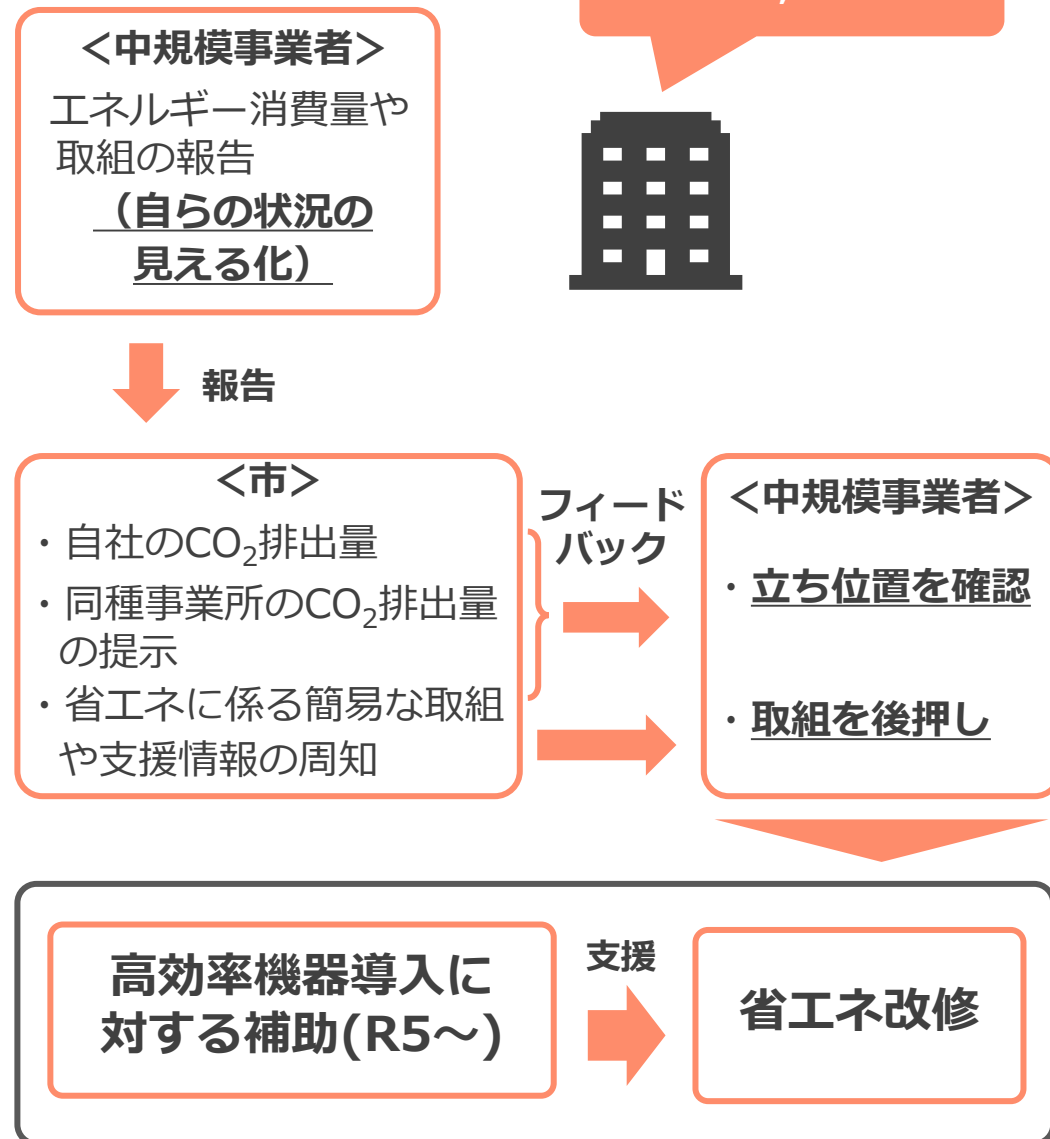 ＜中規模事業者＞
エネルギー消費量や
取組の報告
（自らの状況の
見える化）
報告
＜市＞
・自社のCO₂排出量
・同種事業所のCO₂排出量
の提示
・省エネに係る簡易な取組
や支援情報の周知
フィード
バック
＜中規模事業者＞
・立ち位置を確認
・取組を後押し
高効率機器導入に
対する補助(R5～)
支援
省エネ改修